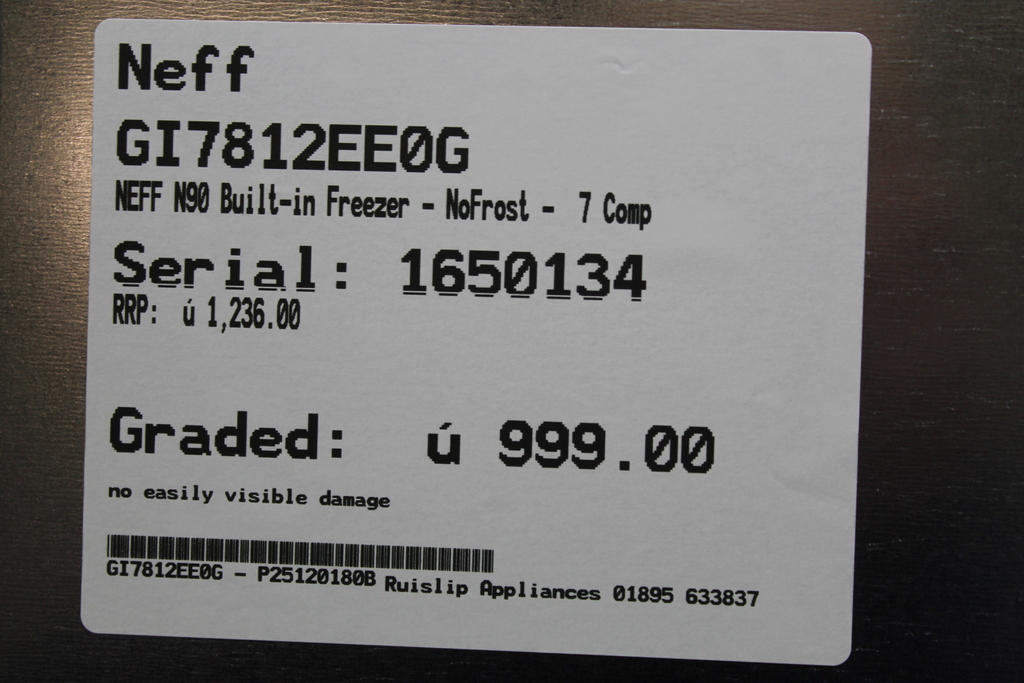 Neff
GI7812EE0G
NEFF N90 Built-in Freezer - NoFrost - 7 Comp
Serial: 1650134
RRP: ú 1,236.00
Graded: ú 999.00
no easily visible damage
GI7812EE0G - P25120180B Ruislip Appliances 01895 633837